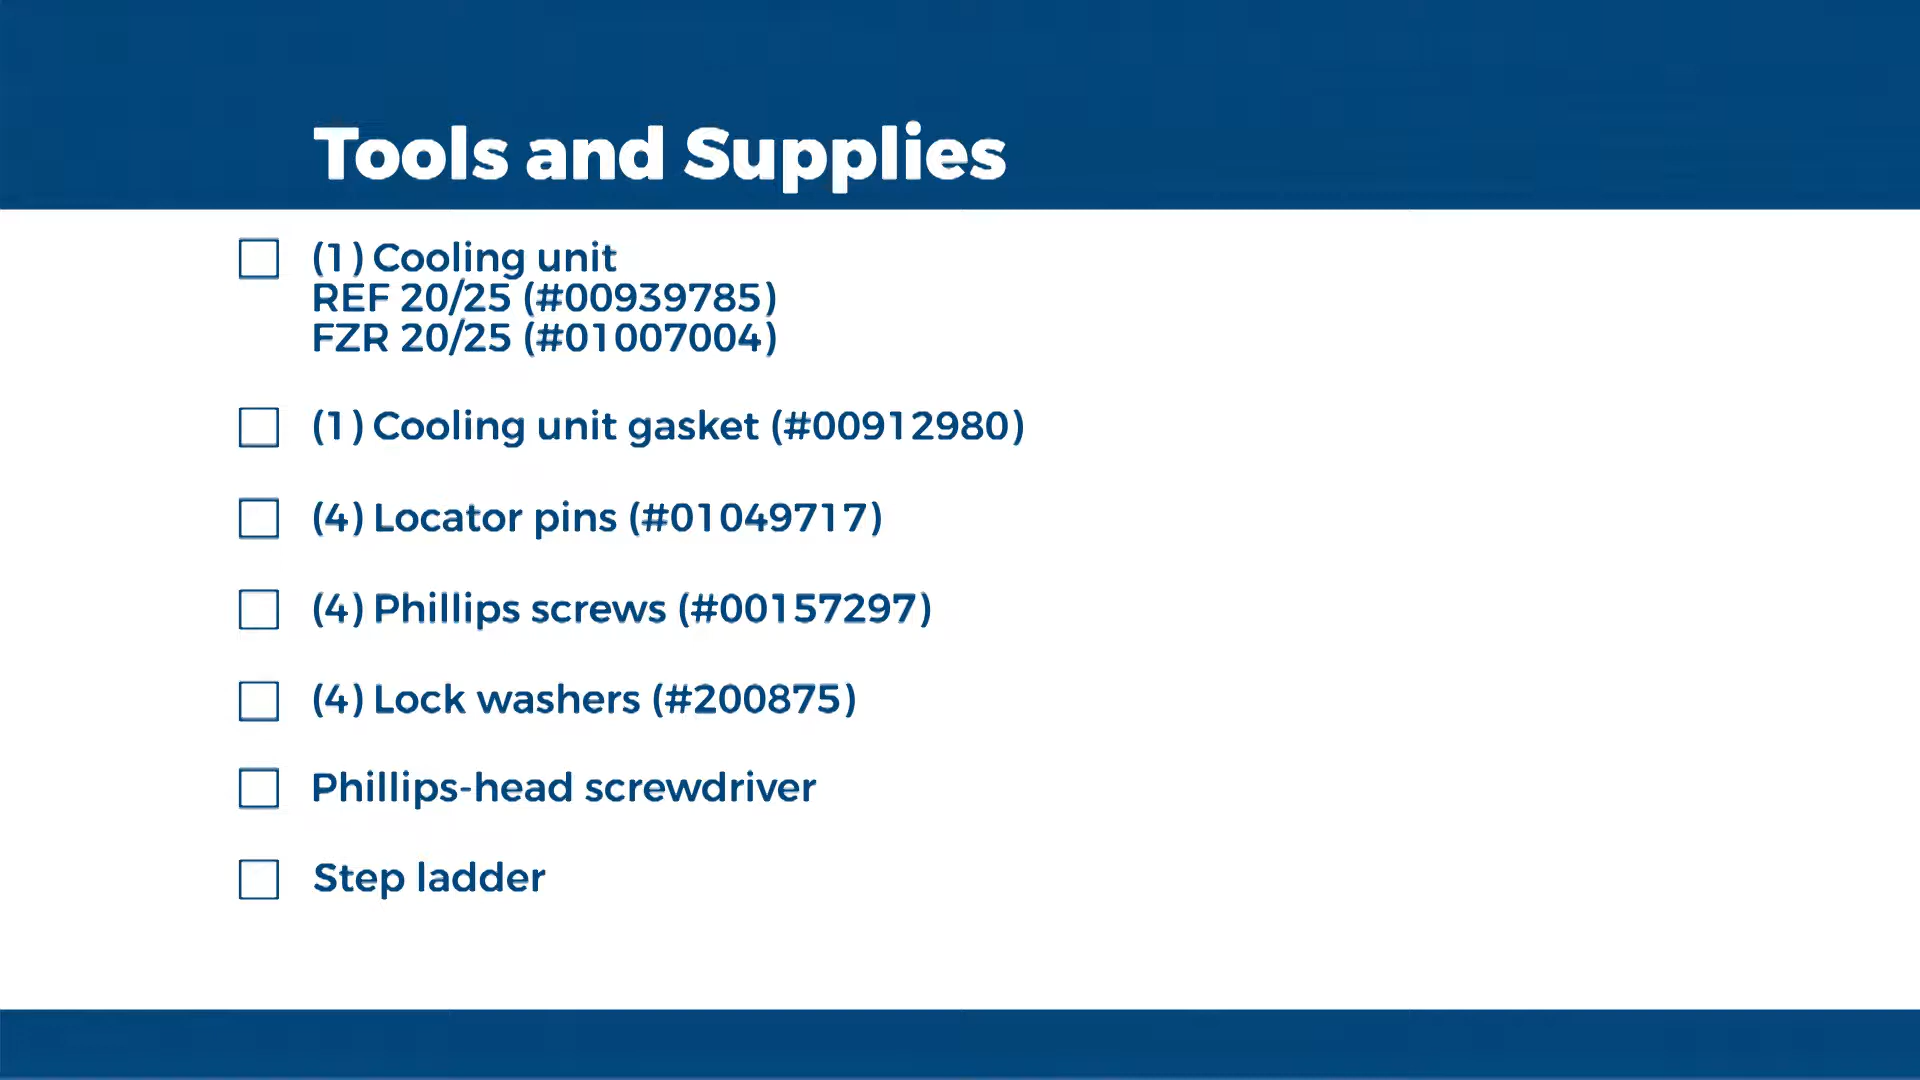 Tools and Supplies
(1) Cooling unit
REF 20/25 (#00939785)
FZR 20/25 (#01007004)
(1) Cooling unit gasket (#00912980)
(4) Locator pins (#01049717)
(4) Phillips screws (#00157297)
(4) Lock washers (#200875)
Phillips-head screwdriver
Step ladder